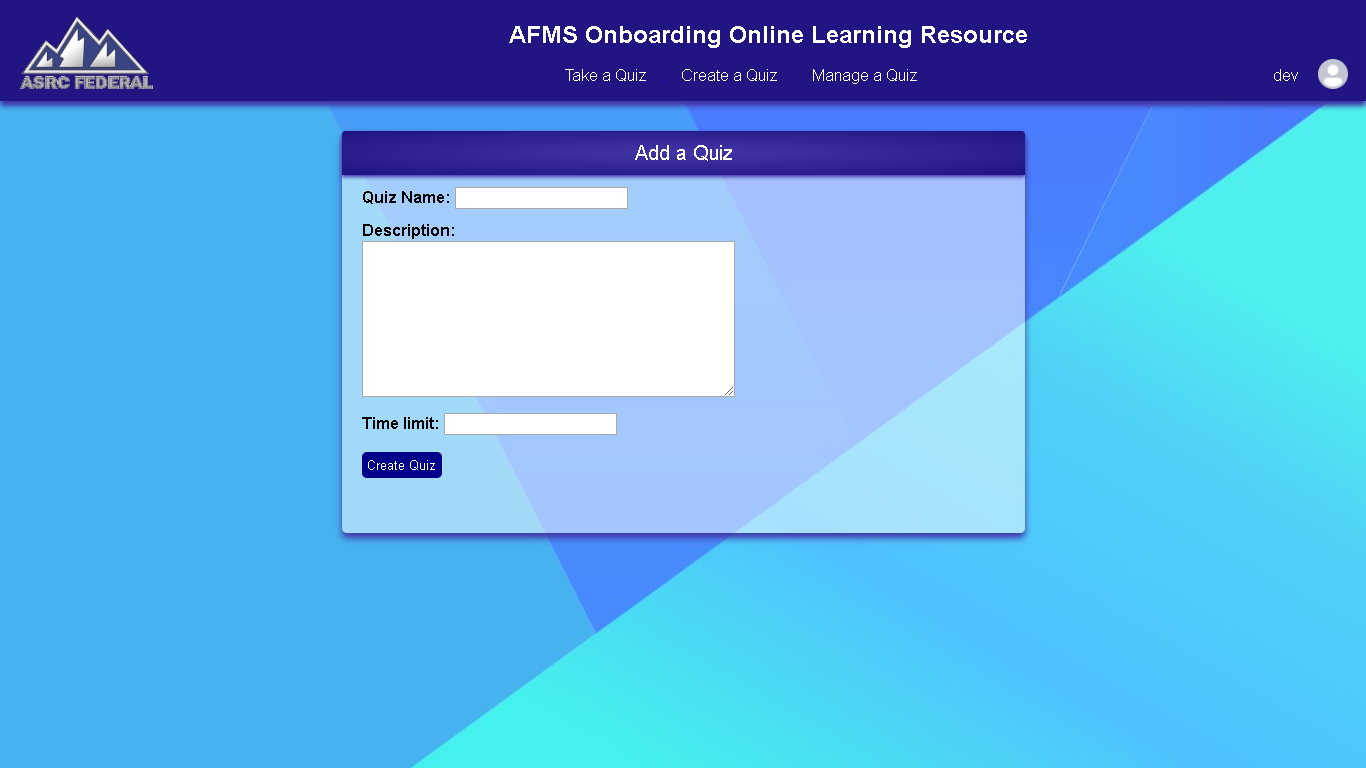 AFMS Onboarding Online Learning Resource
ASRC FEDERAL
Take a Quiz Create a Quiz Manage a Quiz
dev
Add a Quiz
Quiz Name:
Description:
Time limit:
Create Quiz